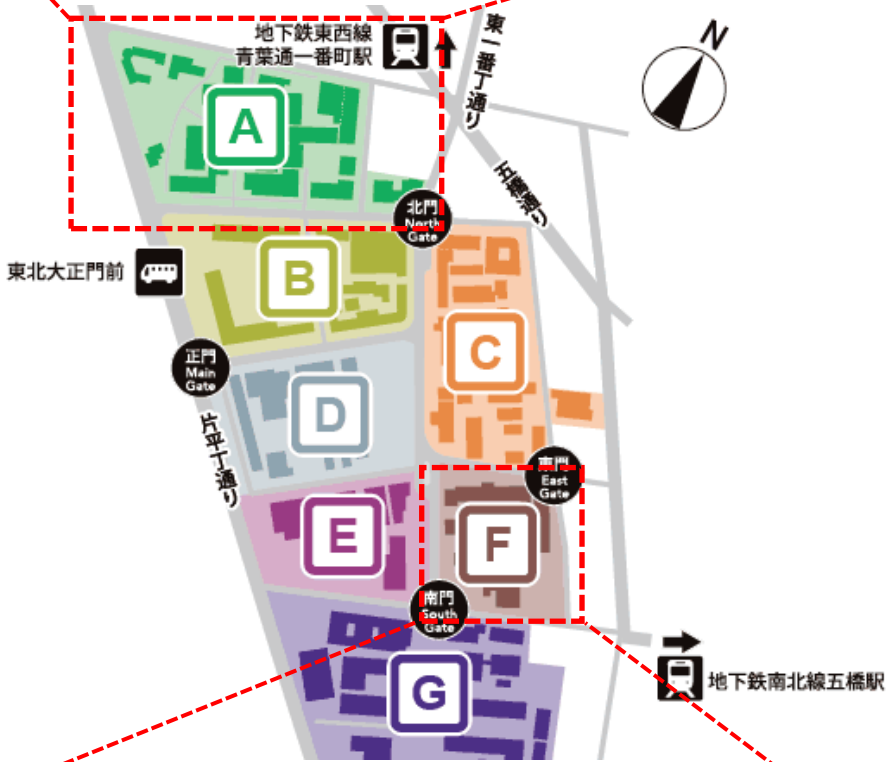 地下鉄東西線
青葉通一番町駅
東一番丁通り
N
A
五橋通り
北門
North
Gate
東北大正門前
B
C
正門
Main
Gate
D
片平丁通り
東門
East
Gate
E
F
南門
South
Gate
G
地下鉄南北線五橋駅